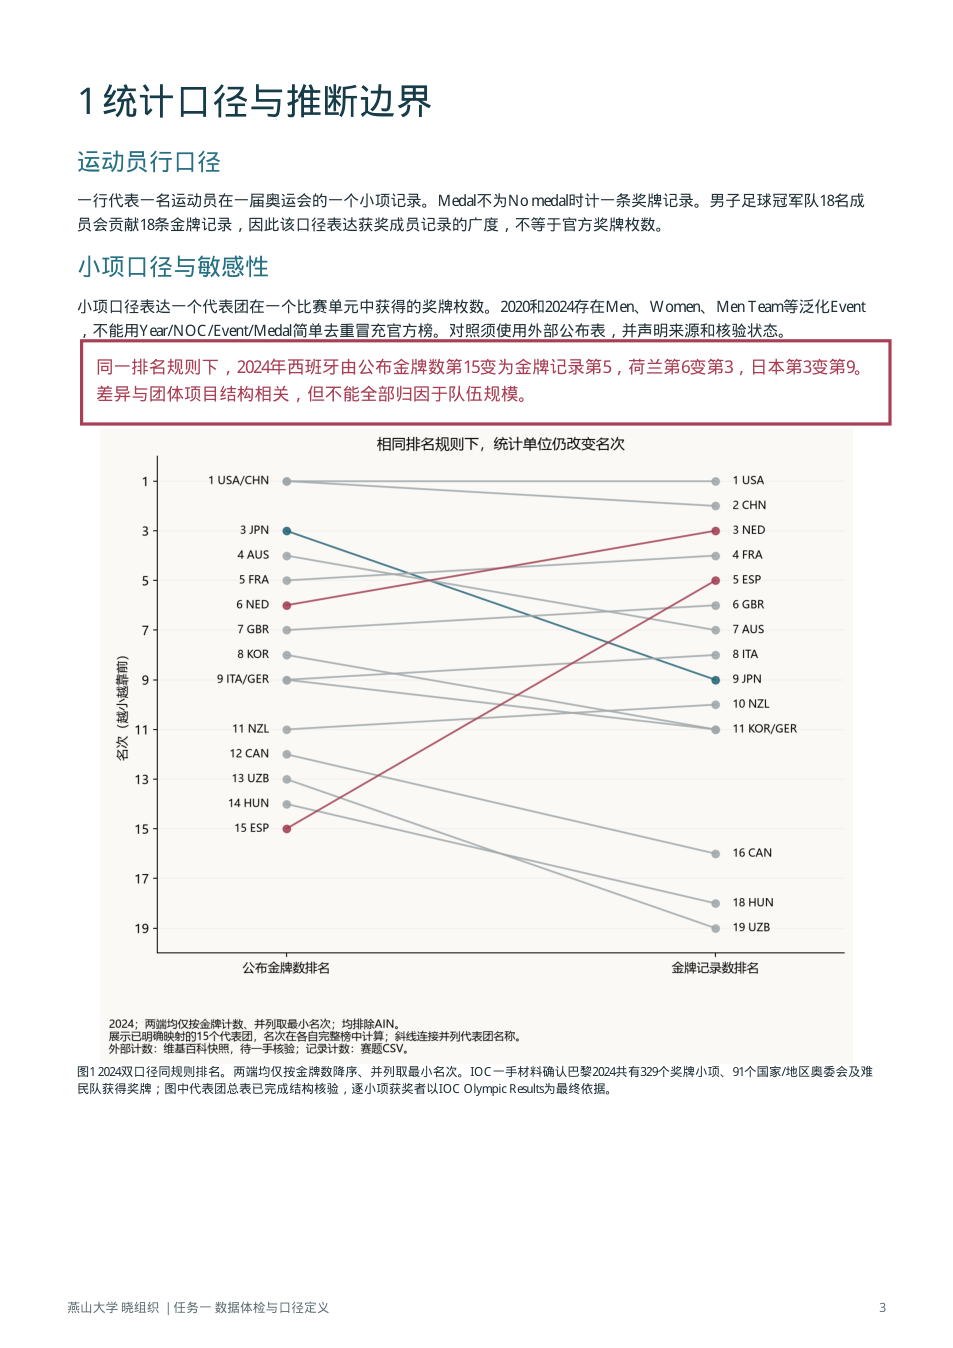 1 统计口径与推断边界
运动员行口径
一行代表一名运动员在一届奥运会的一个小项记录。Medal不为No medal时计一条奖牌记录。男子足球冠军队18名成
员会贡献18条金牌记录，因此该口径表达获奖成员记录的广度，不等于官方奖牌枚数。
小项口径与敏感性
小项口径表达一个代表团在一个比赛单元中获得的奖牌枚数。2020和2024存在Men、Women、Men Team等泛化Event
，不能用Year/NOC/Event/Medal简单去重冒充官方榜。对照须使用外部公布表，并声明来源和核验状态。
同一排名规则下，2024年西班牙由公布金牌数第15变为金牌记录第5，荷兰第6变第3，日本第3变第9。
差异与团体项目结构相关，但不能全部归因于队伍规模。
相同排名规则下，统计单位仍改变名次
名次（越小越靠前）
1
3
5
7
9
11
13
15
17
19
1 USA/CHN
3 JPN
4 AUS
5 FRA
6 NED
7 GBR
8 KOR
9 ITA/GER
11 NZL
12 CAN
13 UZB
14 HUN
15 ESP
1 USA
2 CHN
3 NED
4 FRA
5 ESP
6 GBR
7 AUS
8 ITA
9 JPN
10 NZL
11 KOR/GER
16 CAN
18 HUN
19 UZB
公布金牌数排名
金牌记录数排名
2024；两端均仅按金牌计数、并列取最小名次；均排除AIN。
展示已明确映射的15个代表团，名次在各自完整榜中计算；斜线连接并列代表团名称。
外部计数：维基百科快照，待一手核验；记录计数：赛题CSV。
图1 2024双口径同规则排名。两端均仅按金牌数降序、并列取最小名次。IOC一手材料确认巴黎2024共有329个奖牌小项、91个国家/地区奥委会及难
民队获得奖牌；图中代表团总表已完成结构核验，逐小项获奖者以IOC Olympic Results为最终依据。
燕山大学 晓组织 | 任务一 数据体检与口径定义
3